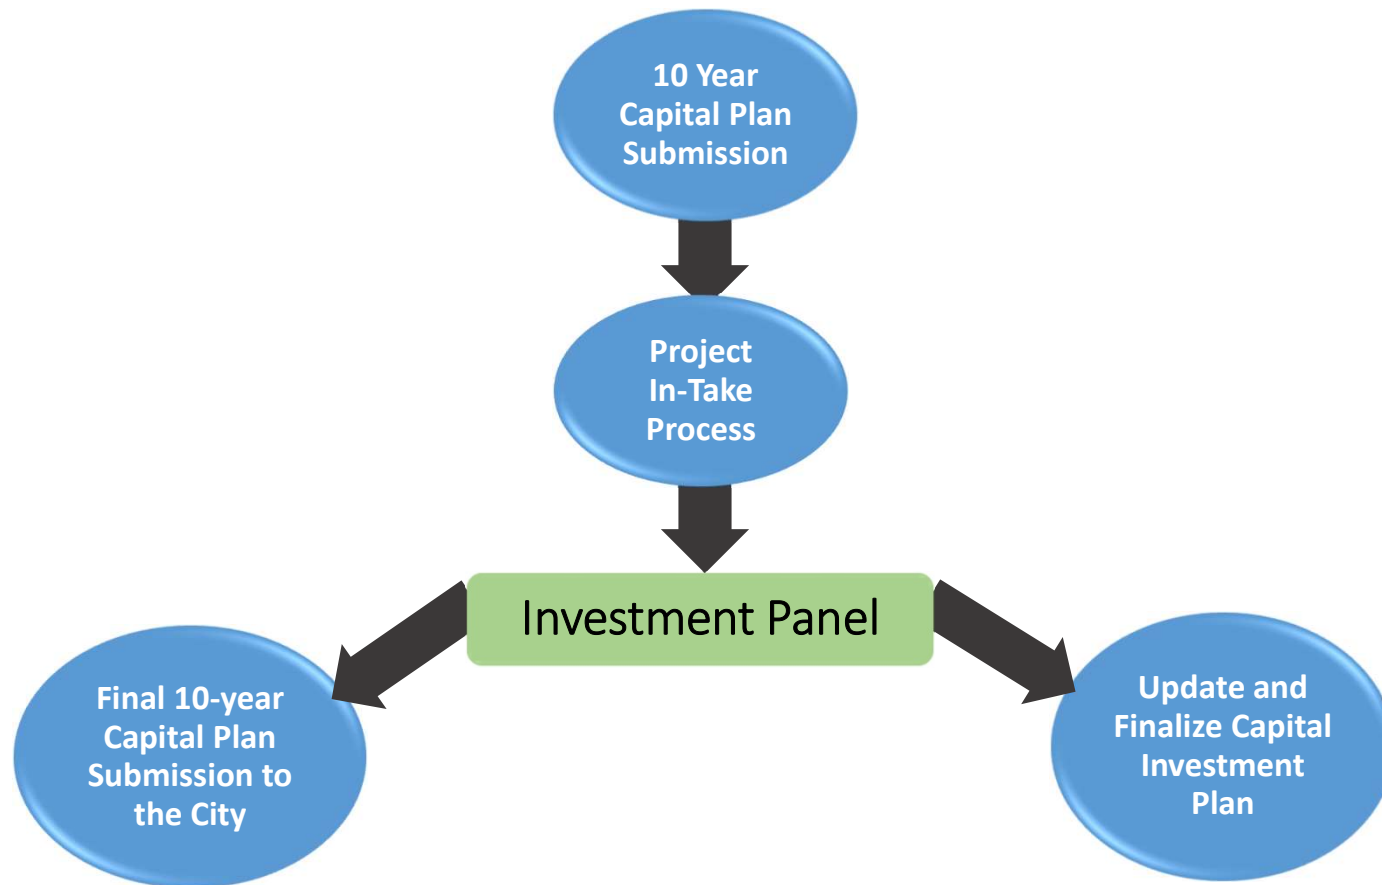 10 Year
Capital Plan
Submission
Project
In-Take
Process
Investment Panel
Final 10-year
Capital Plan
Submission to
the City
Update and
Finalize Capital
Investment
Plan